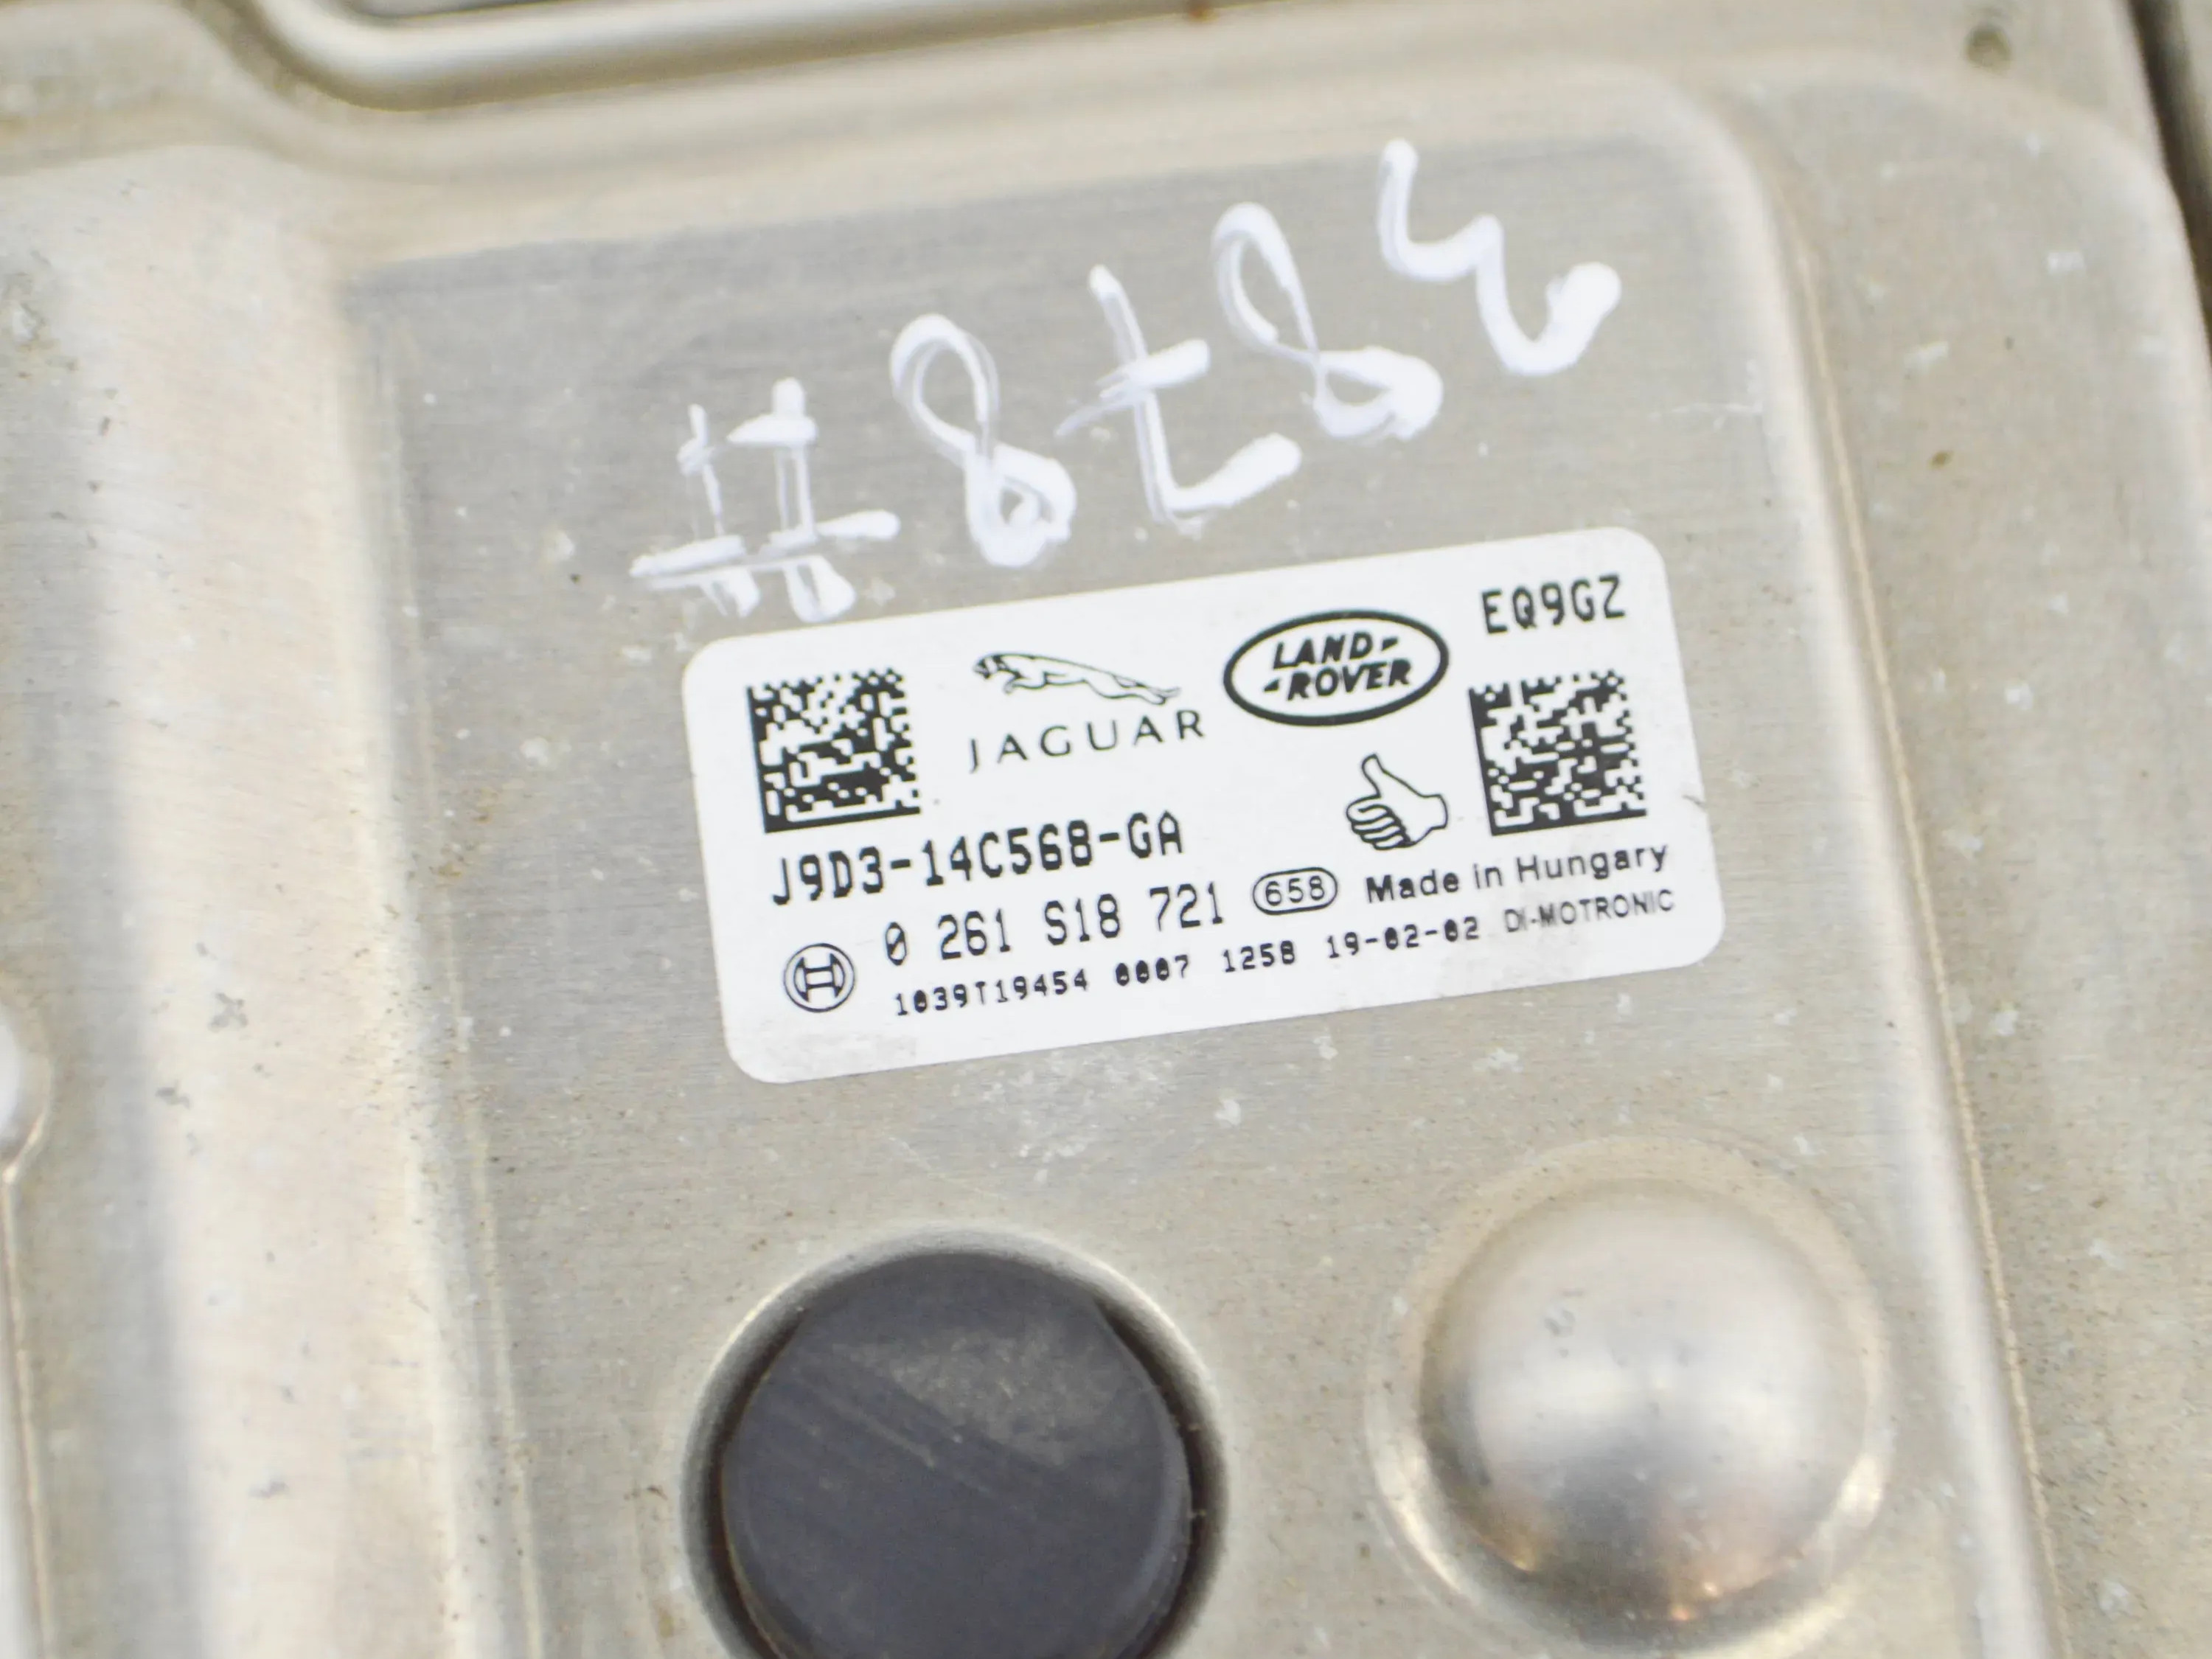 3878#
EQ9GZ
JAGUAR
LAND-
-ROVER
J9D3-14C568-GA
0 261 S18 721 658 Made in Hungary
1039T19454 0007 1258 19-02-02 DI-MOTRONIC